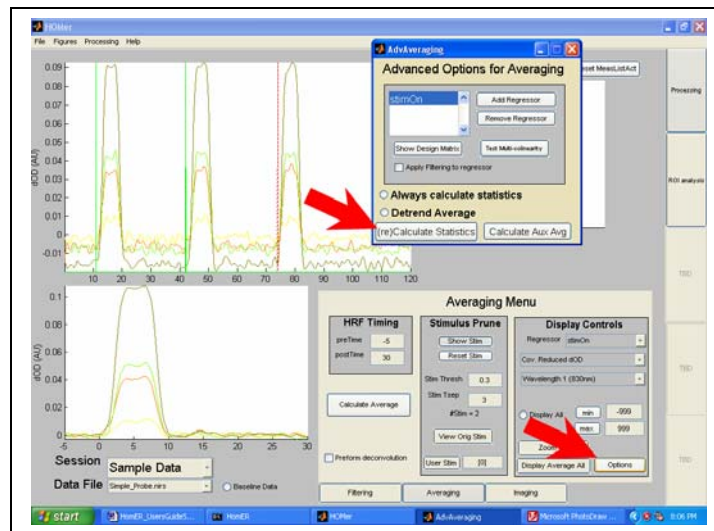 HOMer
File Figures Processing Help
AdvAveraging
Advanced Options for Averaging
stimOn
Add Regressor
Remove Regressor
Show Design Matrix
Test Multi-colinearity
Apply Filtering to regressor
Always calculate statistics
Detrend Average
(re)Calculate Statistics
Calculate Aux Avg
Processing
ROI analysis
TBD
TBD
TBD
dOD (AU)
0.09
0.08
0.07
0.06
0.05
0.04
0.03
0.02
0.01
0
-0.01
10 20 30 40 50 60 70 80 90 100 110 120
dOD (AU)
0.1
0.08
0.06
0.04
0.02
0
-5 0 5 10 15 20 25 30
Averaging Menu
HRF Timing
preTime -5
postTime 30
Calculate Average
Preform deconvolution
Stimulus Prune
Show Stim
Reset Stim
Stim Thresh 0.3
Stim Tsep 3
#Stim = 2
View Orig Stim
User Stim [0]
Display Controls
Regressor stimOn
Cov. Reduced dOD
Wavelength 1 (830nm)
Display All min -999
max 999
Zoom
Display Average All
Options
Session Sample Data
Data File Simple_Probe.nirs
Baseline Data
Filtering
Averaging
Imaging
start
HomER_UsersGuideS...
HomER
HOMer
AdvAveraging
Microsoft PhotoDraw ...
8:06 PM